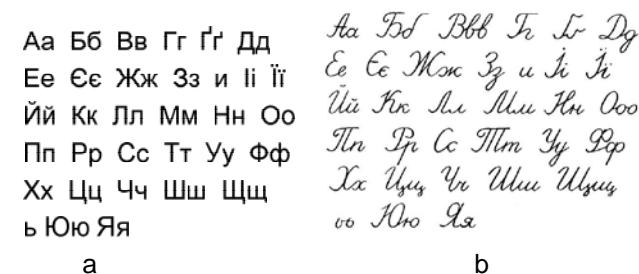 Аа Бб Вв Гг Ґґ Дд
Ее Єє Жж Зз и Іі Її
Йй Кк Лл Мм Нн Оо
Пп Рр Сс Тт Уу Фф
Хх Цц Чч Шш Щщ
ь Юю Яя
a
Аа Бб Ввв Гг Ґґ Дд
Ее Єє Жж Зз и Іі Її
Йй Кк Лл Мм Нн Ооо
Пп Рр Сс Тт Уу Фф
Хх Цц Чч Шш Щщ
ьь Юю Яя
b